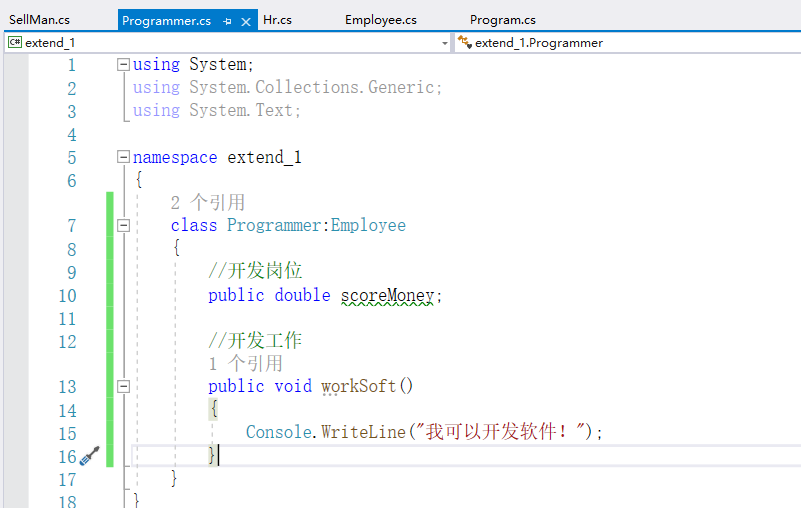 SellMan.cs Programmer.cs Hr.cs Employee.cs Program.cs
C# extend_1 extend_1.Programmer
1 using System;
2 using System.Collections.Generic;
3 using System.Text;
4
5 namespace extend_1
6 {
2 个引用
7 class Programmer:Employee
8 {
9 //开发岗位
10 public double scoreMoney;
11
12 //开发工作
1 个引用
13 public void workSoft()
14 {
15 Console.WriteLine("我可以开发软件！");
16 }
17 }
18 }